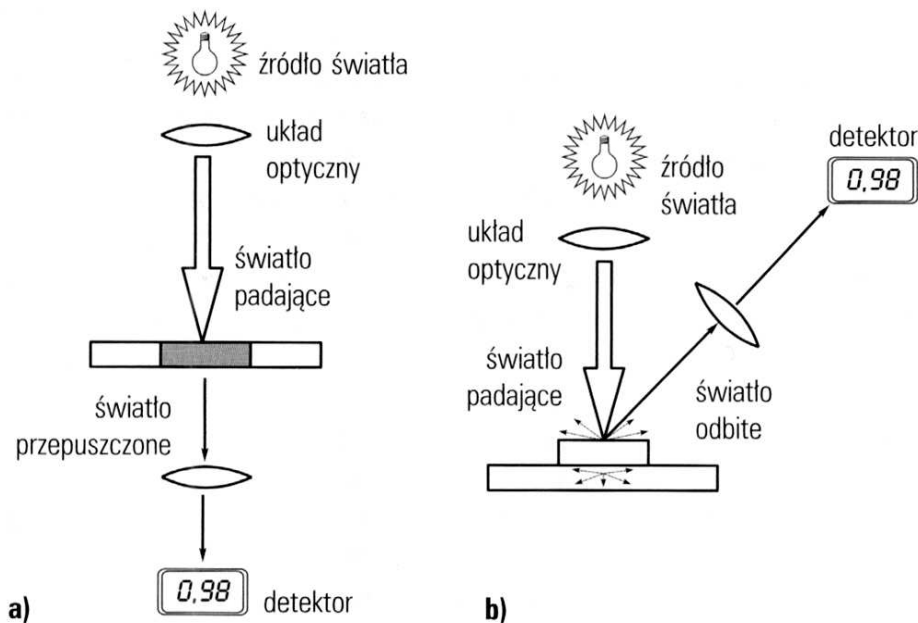 źródło światła
układ
optyczny
światło
padające
światło
przepuszczone
0,98
detektor
a)
detektor
0,98
źródło
światła
układ
optyczny
światło
padające
światło
odbite
b)